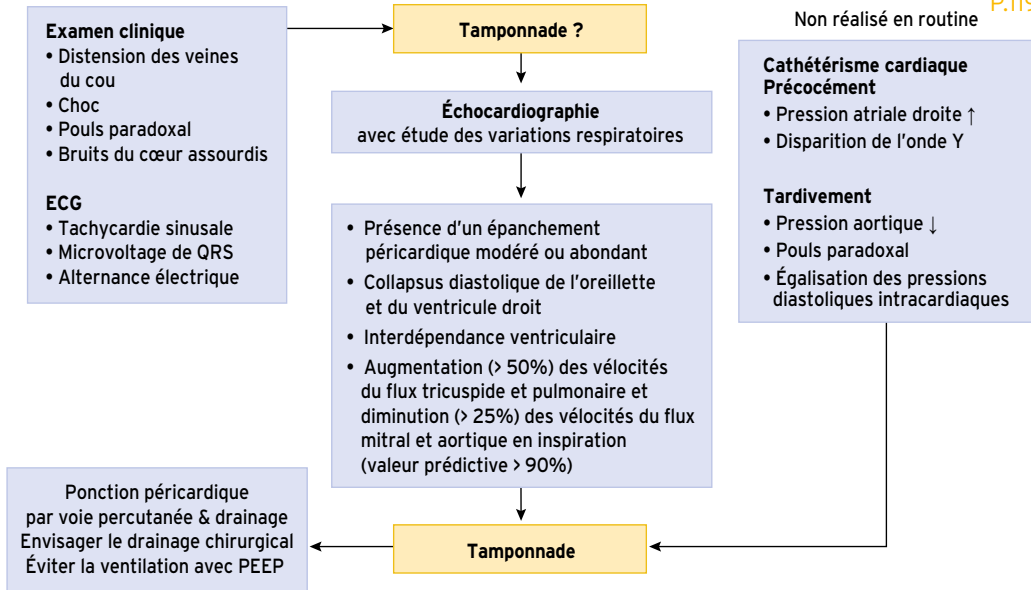 P.119
Non réalisé en routine
Examen clinique
• Distension des veines
du cou
• Choc
• Pouls paradoxal
• Bruits du cœur assourdis
ECG
• Tachycardie sinusale
• Microvoltage de QRS
• Alternance électrique
Tamponnade ?
Échocardiographie
avec étude des variations respiratoires
• Présence d'un épanchement
péricardique modéré ou abondant
• Collapsus diastolique de l'oreillette
et du ventricule droit
• Interdépendance ventriculaire
• Augmentation (> 50%) des vélocités
du flux tricuspide et pulmonaire et
diminution (> 25%) des vélocités du flux
mitral et aortique en inspiration
(valeur prédictive > 90%)
Cathétérisme cardiaque
Précocément
• Pression atriale droite ↑
• Disparition de l'onde Y
Tardivement
• Pression aortique ↓
• Pouls paradoxal
• Égalisation des pressions
diastoliques intracardiaques
Tamponnade
Ponction péricardique
par voie percutanée & drainage
Envisager le drainage chirurgical
Éviter la ventilation avec PEEP